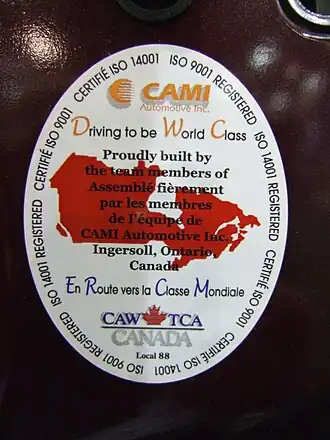 CERTIFIÉ ISO 14001 ISO 9001 REGISTERED ISO 14001 REGISTERED CERTIFIÉ ISO 9001 CERTIFIÉ ISO 14001 ISO 9001 REGISTERED ISO 14001 REGISTERED CERTIFIÉ ISO 9001
CAMI
Automotive Inc.
Driving to be World Class
Proudly built by
the team members of
Assemblé fièrement
par les membres
de l'équipe de
CAMI Automotive Inc.
Ingersoll, Ontario,
Canada
En Route vers la Classe Mondiale
CAW TCA
CANADA
Local 88